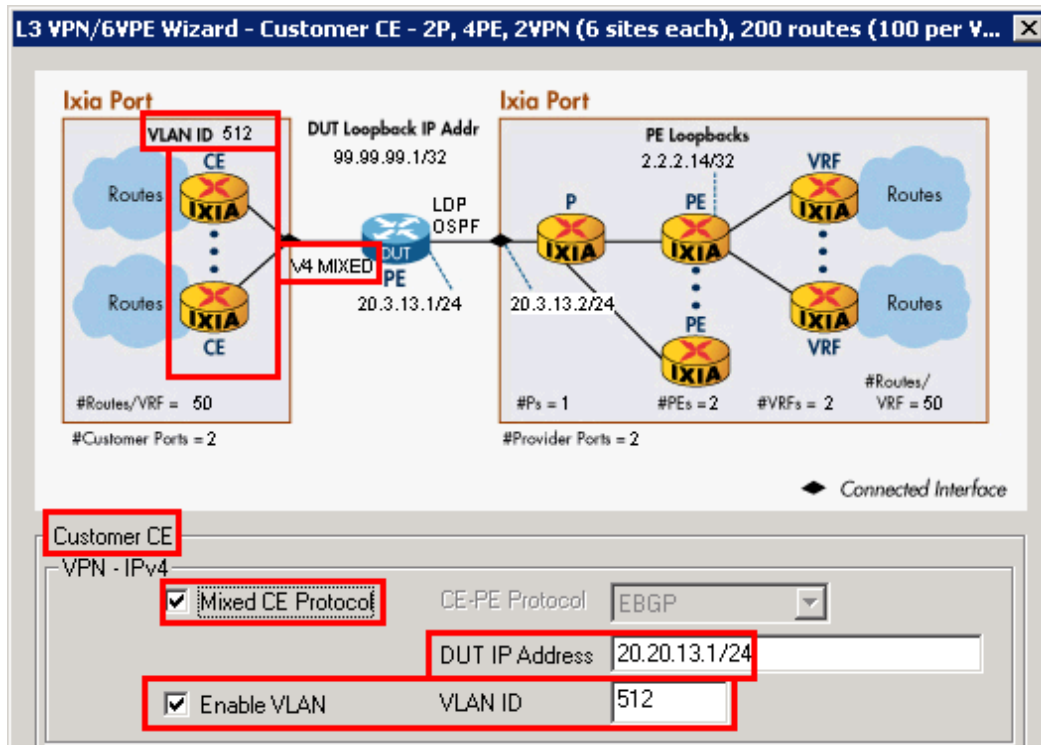 L3 VPN/6VPE Wizard - Customer CE - 2P, 4PE, 2VPN (6 sites each), 200 routes (100 per V...
Ixia Port
Ixia Port
VLAN ID 512
DUT Loopback IP Addr
99.99.99.1/32
PE Loopbacks
2.2.2.14/32
CE
VRF
Routes
IXIA
LDP
OSPF
P
PE
IXIA
IXIA
IXIA
Routes
V4 MIXED
DUT
PE
20.3.13.1/24
20.3.13.2/24
Routes
IXIA
CE
PE
IXIA
IXIA
VRF
Routes
#Routes/VRF = 50
#Ps = 1
#PEs = 2
#VRFs = 2
#Routes/
VRF = 50
#Customer Ports = 2
#Provider Ports = 2
Connected Interface
Customer CE
VPN - IPv4
Mixed CE Protocol
CE-PE Protocol
EBGP
DUT IP Address
20.20.13.1/24
Enable VLAN
VLAN ID
512